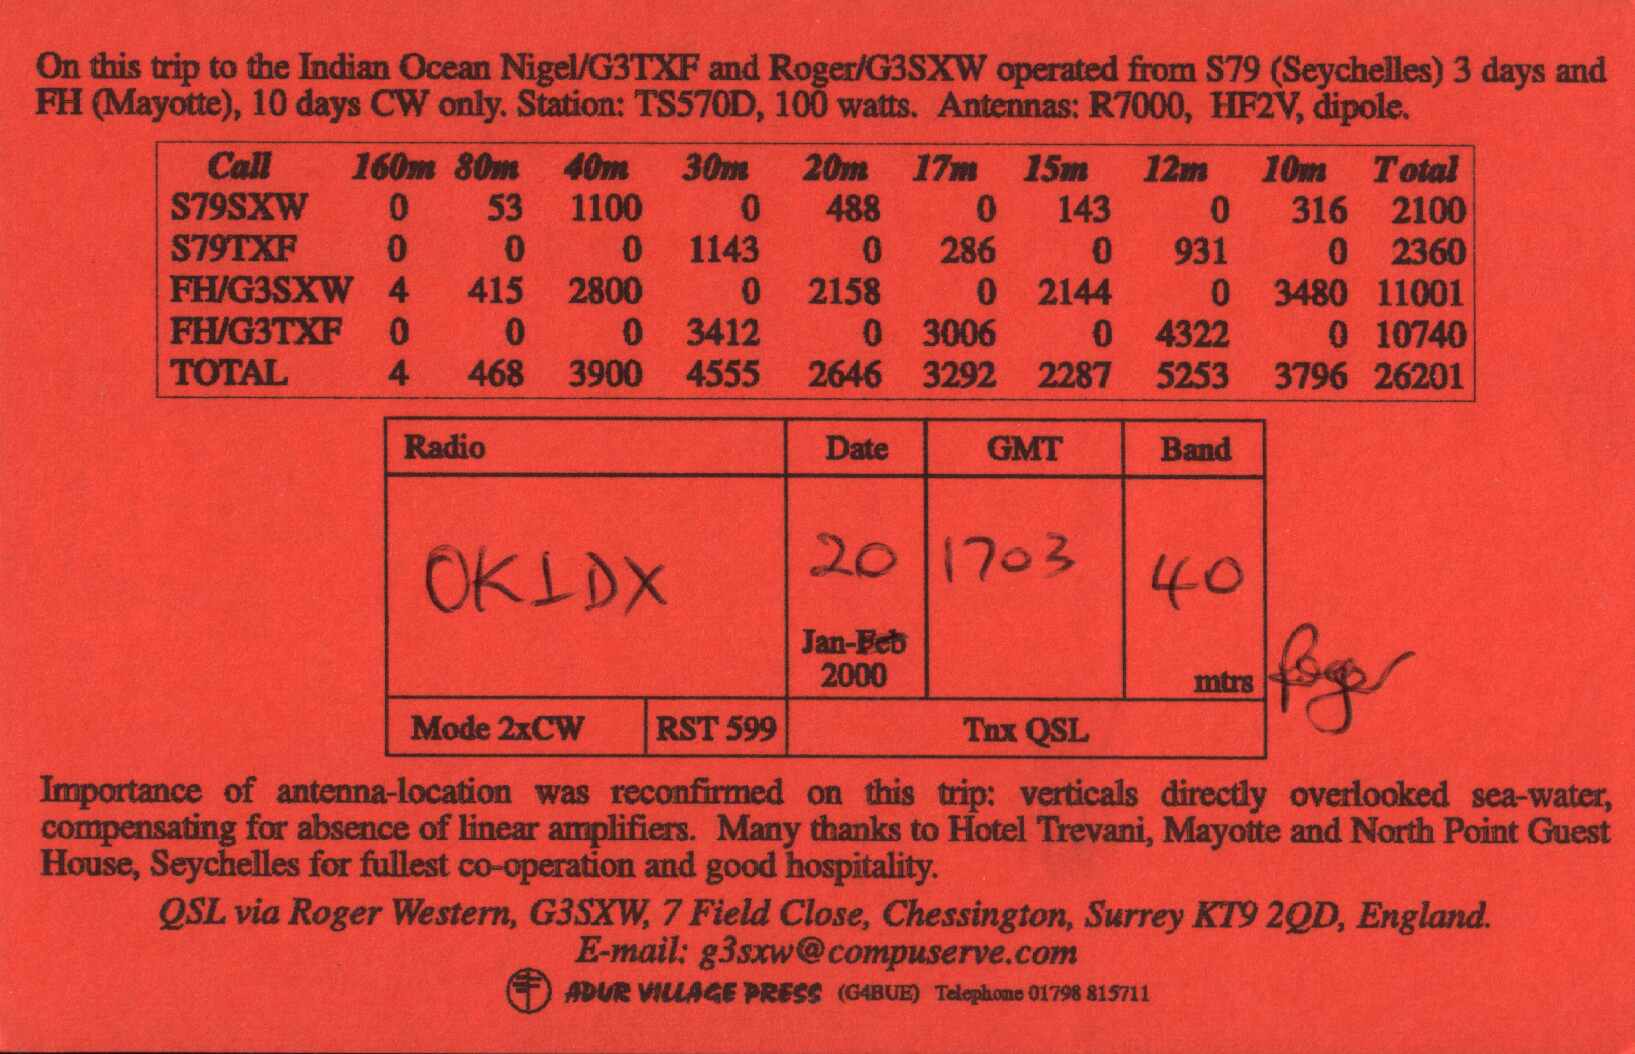 On this trip to the Indian Ocean Nigel/G3TXF and Roger/G3SXW operated from S79 (Seychelles) 3 days and
FH (Mayotte), 10 days CW only. Station: TS570D, 100 watts. Antennas: R7000, HF2V, dipole.
Call 160m 80m 40m 30m 20m 17m 15m 12m 10m Total
S79SXW 0 53 1100 0 488 0 143 0 316 2100
S79TXF 0 0 0 1143 0 286 0 931 0 2360
FH/G3SXW 4 415 2800 0 2158 0 2144 0 3480 11001
FH/G3TXF 0 0 0 3412 0 3006 0 4322 0 10740
TOTAL 4 468 3900 4555 2646 3292 2287 5253 3796 26201
Radio Date GMT Band
OK1DX 20 1703 40
Jan-Feb
2000 mtrs
Roger
Mode 2xCW RST 599 Tnx QSL
Importance of antenna-location was reconfirmed on this trip: verticals directly overlooked sea-water,
compensating for absence of linear amplifiers. Many thanks to Hotel Trevani, Mayotte and North Point Guest
House, Seychelles for fullest co-operation and good hospitality.
QSL via Roger Western, G3SXW, 7 Field Close, Chessington, Surrey KT9 2QD, England.
E-mail: g3sxw@compuserve.com
ADUR VILLAGE PRESS (G4BUE) Telephone 01798 815711